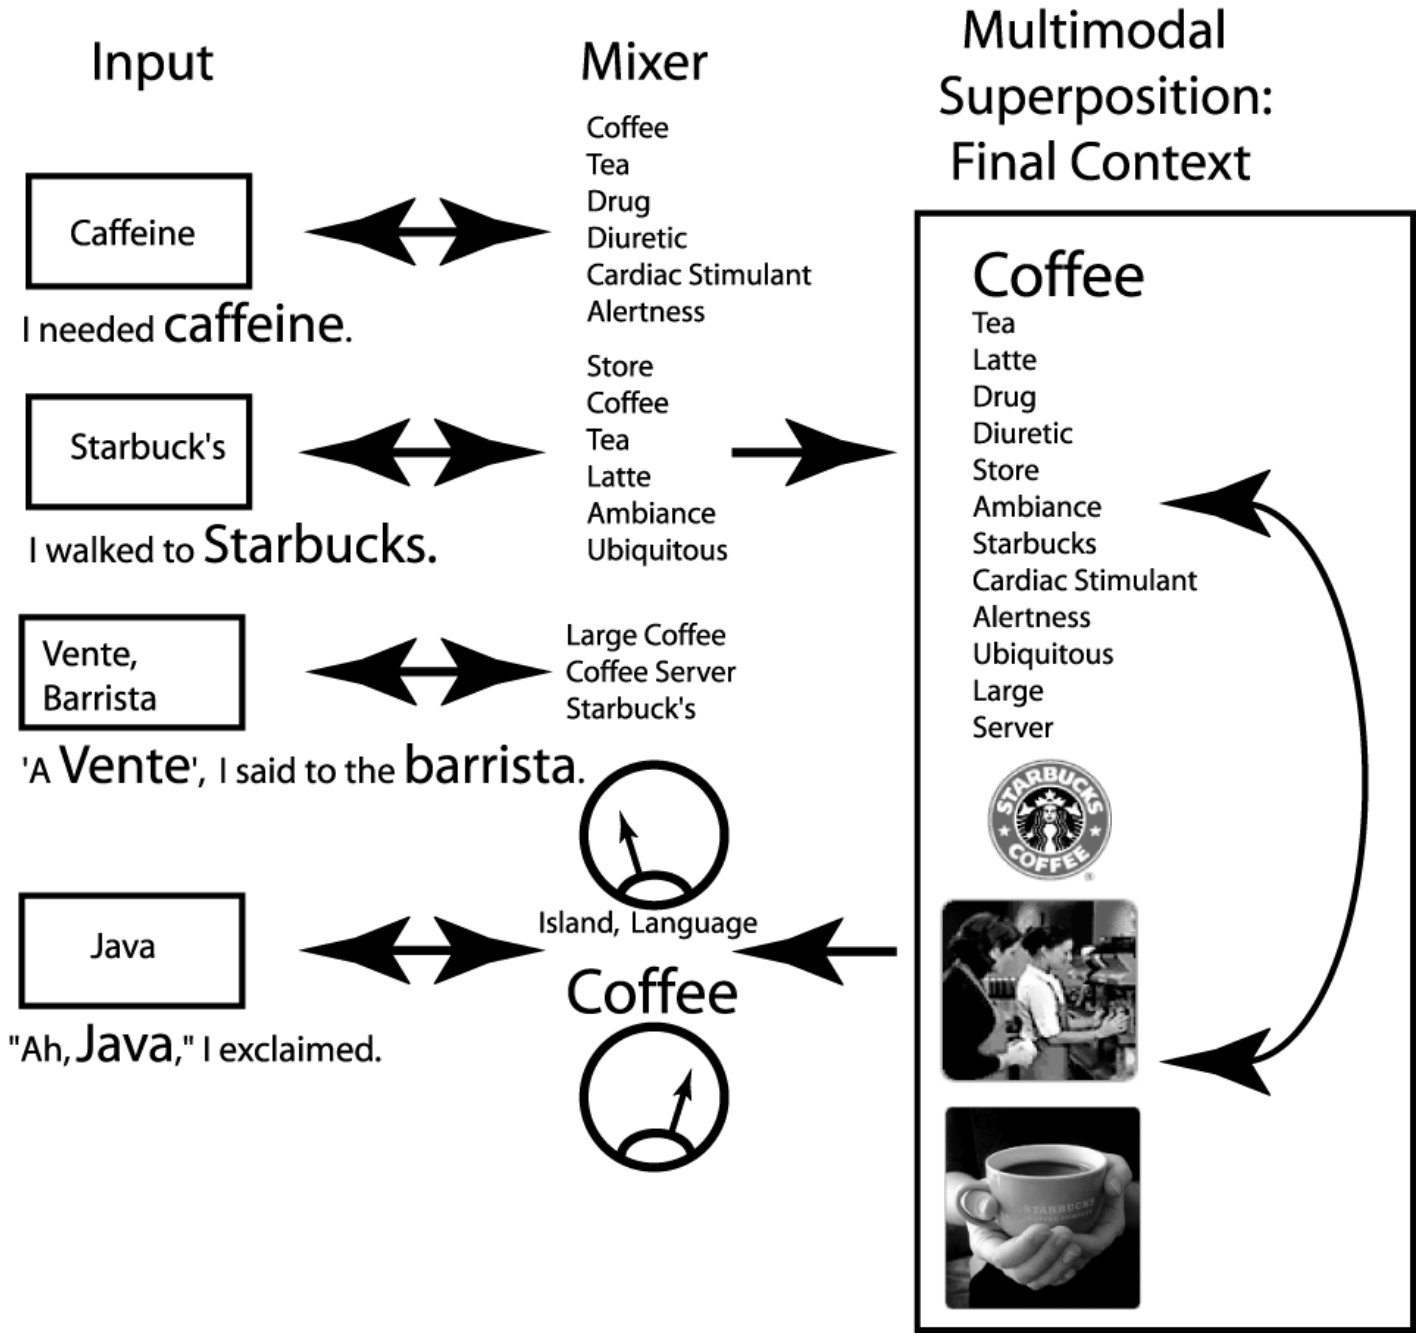 Input
Mixer
Multimodal
Superposition:
Final Context
Caffeine
I needed caffeine.
Coffee
Tea
Drug
Diuretic
Cardiac Stimulant
Alertness
Starbuck's
I walked to Starbucks.
Store
Coffee
Tea
Latte
Ambiance
Ubiquitous
Vente,
Barrista
'A Vente', I said to the barrista.
Large Coffee
Coffee Server
Starbuck's
Java
"Ah, Java," I exclaimed.
Island, Language
Coffee
Coffee
Tea
Latte
Drug
Diuretic
Store
Ambiance
Starbucks
Cardiac Stimulant
Alertness
Ubiquitous
Large
Server
STARBUCKS
COFFEE
STARBUCKS